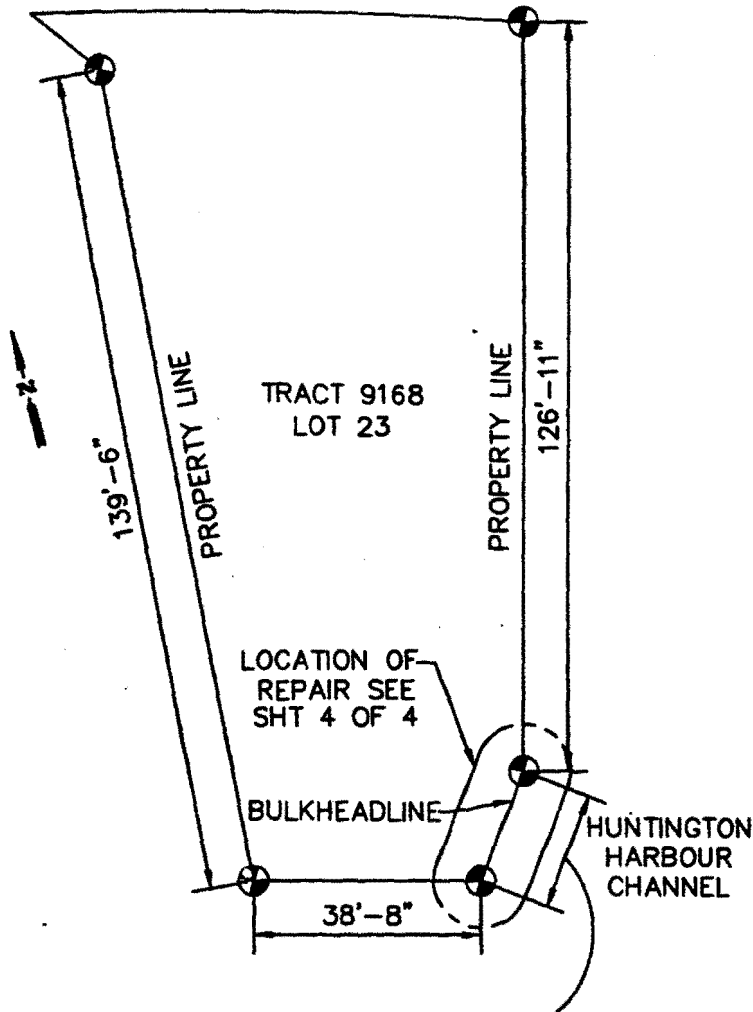 TRACT 9168
LOT 23
139'-6"
PROPERTY LINE
PROPERTY LINE
126'-11"
LOCATION OF
REPAIR SEE
SHT 4 OF 4
BULKHEADLINE
HUNTINGTON
HARBOUR
CHANNEL
38'-8"
N